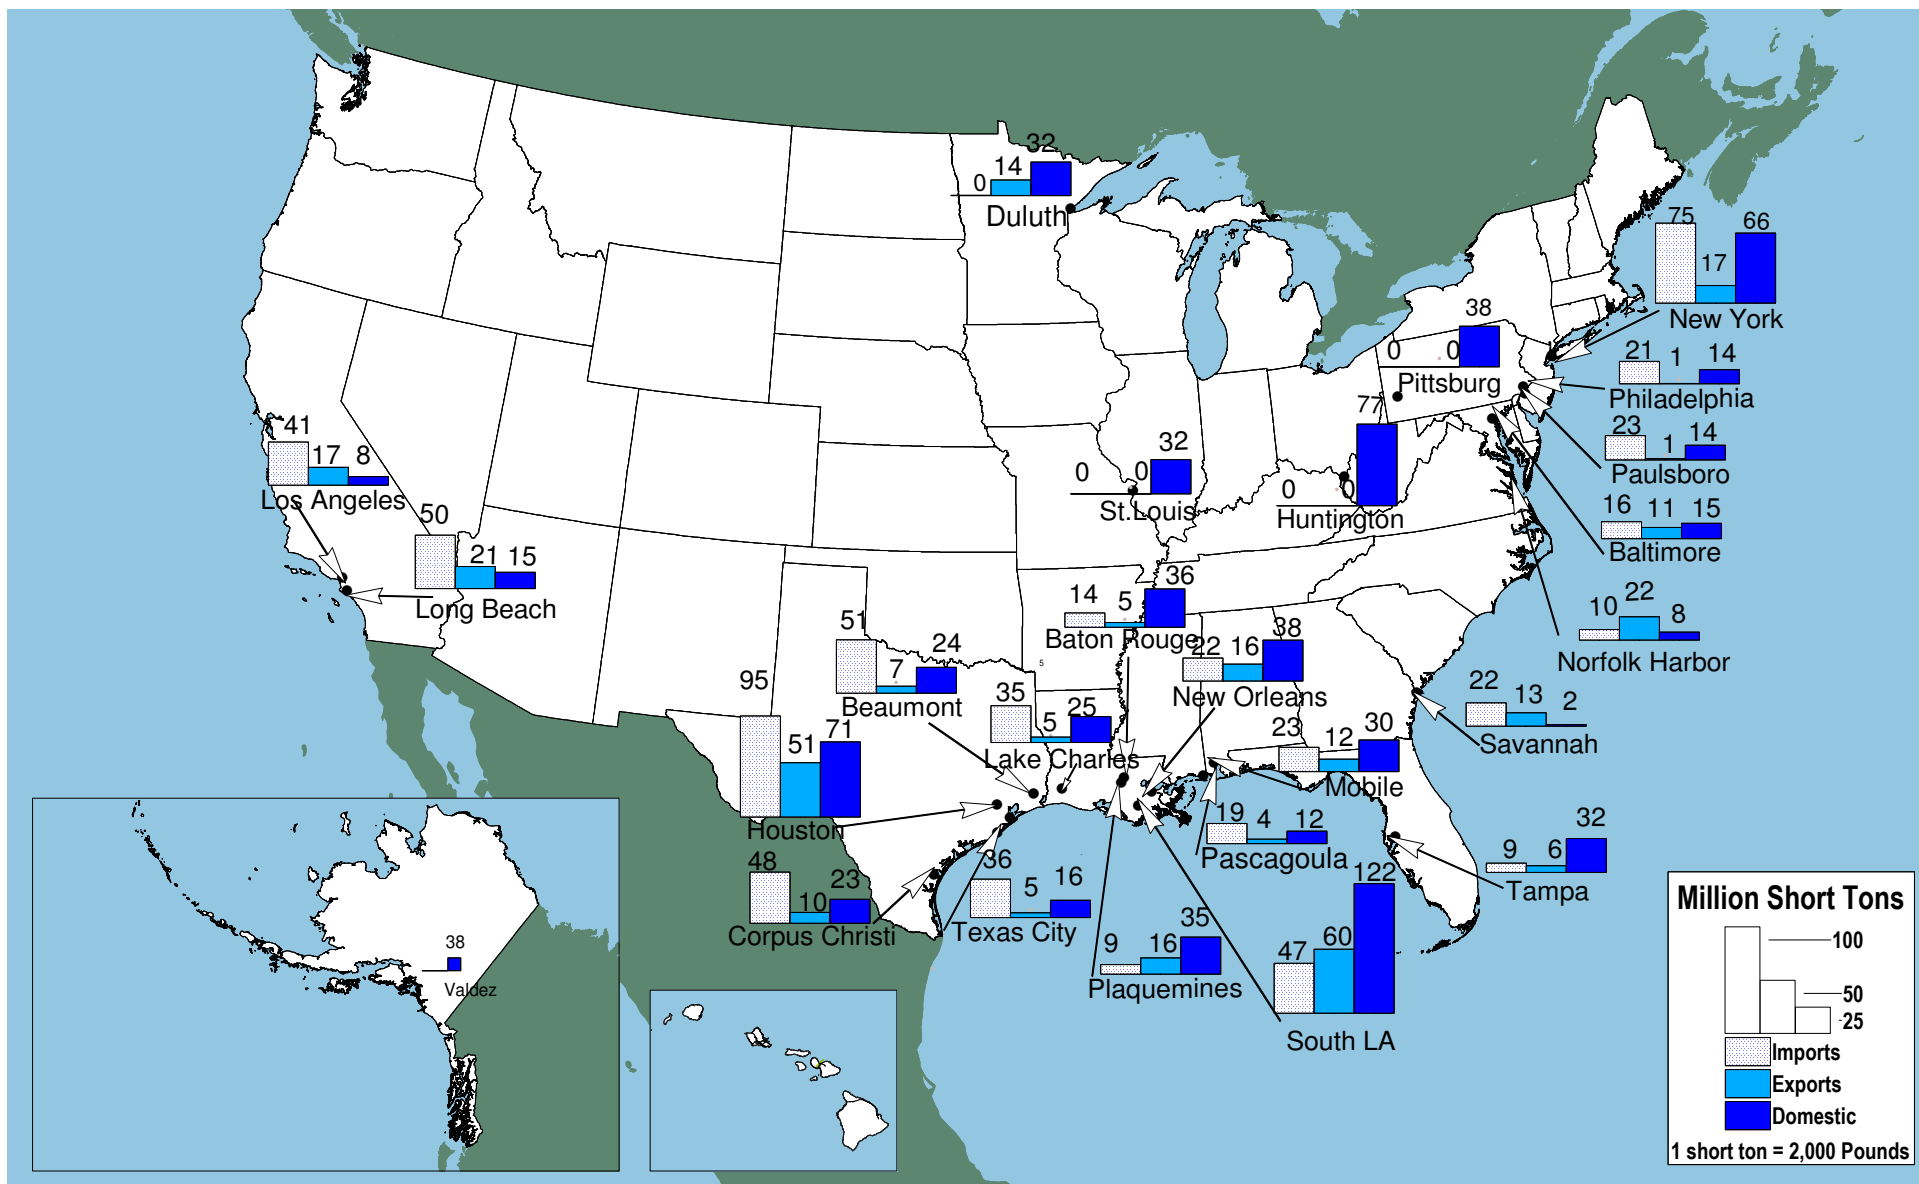 0 14 32
Duluth
75 17 66
New York
0 0 38
Pittsburg
21 1 14
Philadelphia
0 0 77
Huntington
23 1 14
Paulsboro
41 17 8
Los Angeles
0 0 32
St.Louis
16 11 15
Baltimore
50 21 15
Long Beach
14 5 36
Baton Rouge
10 22 8
Norfolk Harbor
51 7 24
Beaumont
22 16 38
New Orleans
5
35 5 25
Lake Charles
22 13 2
Savannah
95 51 71
Houston
23 12 30
Mobile
19 4 12
Pascagoula
48 10 23
Corpus Christi
36 5 16
Texas City
9 6 32
Tampa
9 16 35
Plaquemines
47 60 122
South LA
38
Valdez
Million Short Tons
100
50
25
Imports
Exports
Domestic
1 short ton = 2,000 Pounds